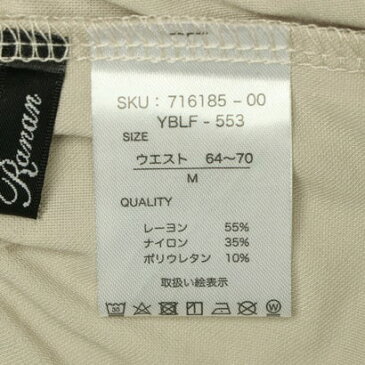 Ranan
SKU : 716185 - 00
YBLF - 553
SIZE
ウエスト 64～70
M
QUALITY
レーヨン 55%
ナイロン 35%
ポリウレタン 10%
取扱い絵表示